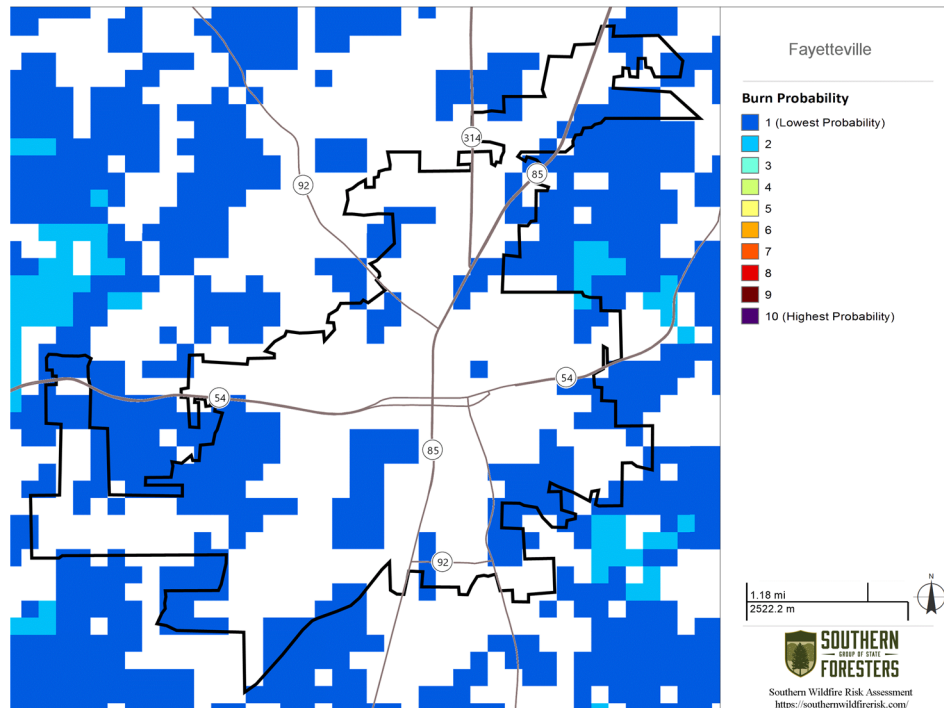 Fayetteville
Burn Probability
1 (Lowest Probability)
2
3
4
5
6
7
8
9
10 (Highest Probability)
314
85
92
54
54
85
92
N
1.18 mi
2522.2 m
SOUTHERN
GROUP OF STATE
FORESTERS
Southern Wildfire Risk Assessment
https://southernwildfirerisk.com/